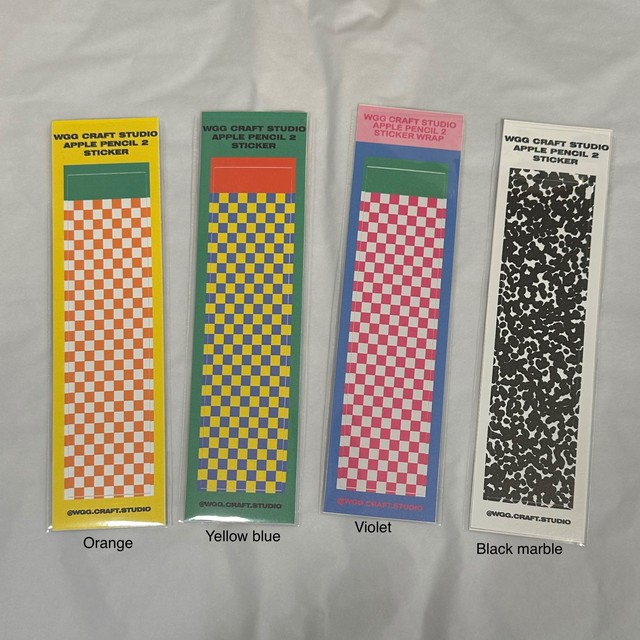 WGG CRAFT STUDIO
APPLE PENCIL 2
STICKER
@WGG.CRAFT.STUDIO
Orange
WGG CRAFT STUDIO
APPLE PENCIL 2
STICKER
@WGG.CRAFT.STUDIO
Yellow blue
WGG CRAFT STUDIO
APPLE PENCIL 2
STICKER WRAP
@WGG.CRAFT.STUDIO
Violet
WGG CRAFT STUDIO
APPLE PENCIL 2
STICKER
@WGG.CRAFT.STUDIO
Black marble